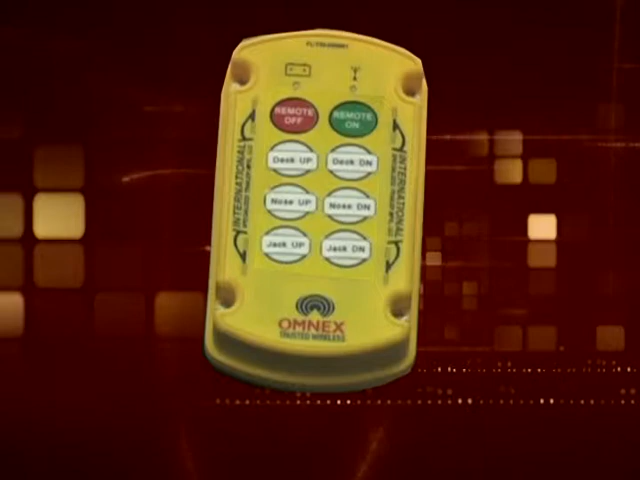 REMOTE OFF
REMOTE ON
Deck UP
Deck DN
Nose UP
Nose DN
Jack UP
Jack DN
INTERNATIONAL
INTERNATIONAL
OMNEX
TRUSTED WIRELESS